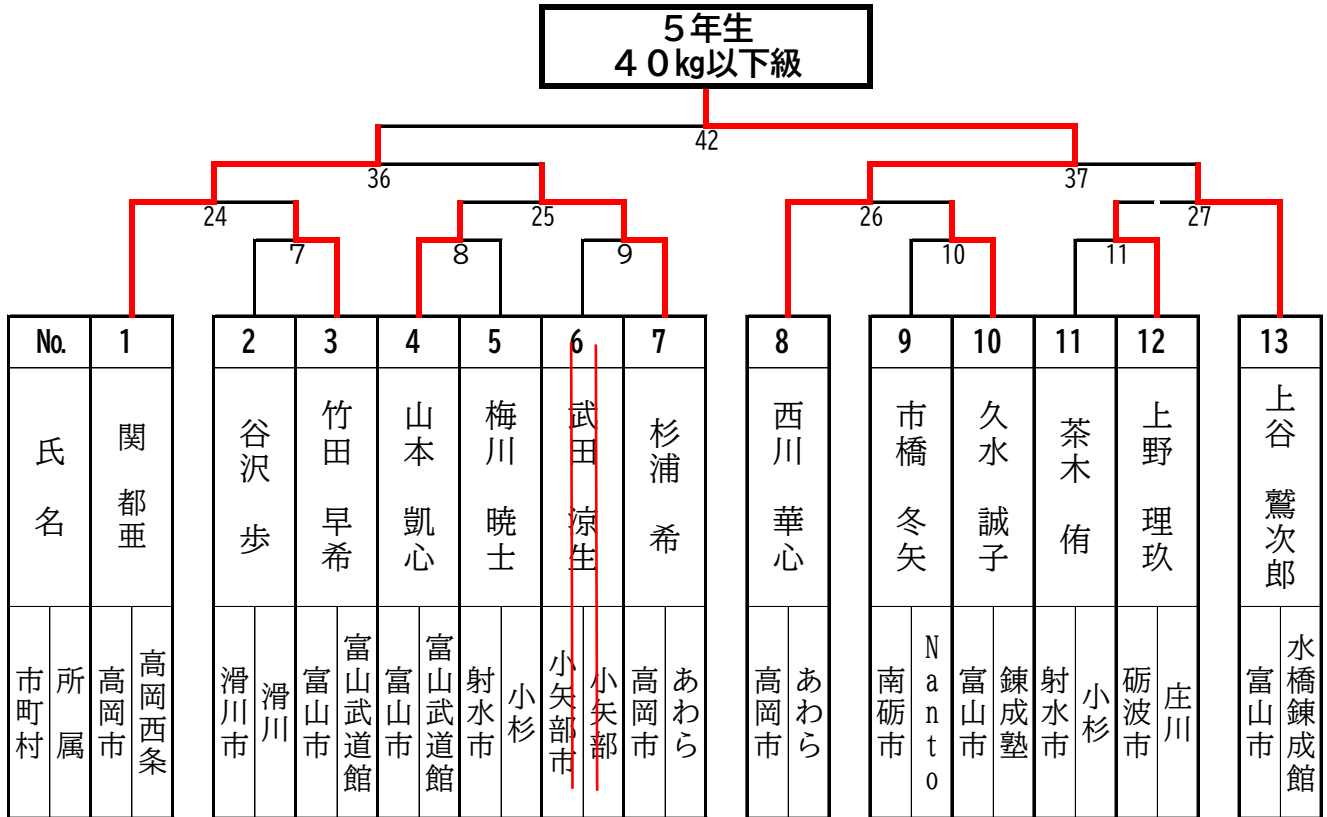 5年生
40kg以下級
42
36
37
24
25
26
27
7
8
9
10
11
No.
1
2
3
4
5
6
7
8
9
10
11
12
13
氏名
関 都亜
谷沢 歩
竹田 早希
山本 凱心
梅川 暁士
武田 涼生
杉浦 希
西川 華心
市橋 冬矢
久水 誠子
茶木 侑
上野 理玖
上谷 鷲次郎
市町村
所属
高岡市
高岡西条
滑川市
滑川
富山市
富山武道館
富山市
富山武道館
射水市
小杉
小矢部市
小矢部
高岡市
あわら
高岡市
あわら
南砺市
Nanto
富山市
錬成塾
射水市
小杉
砺波市
庄川
富山市
水橋錬成館